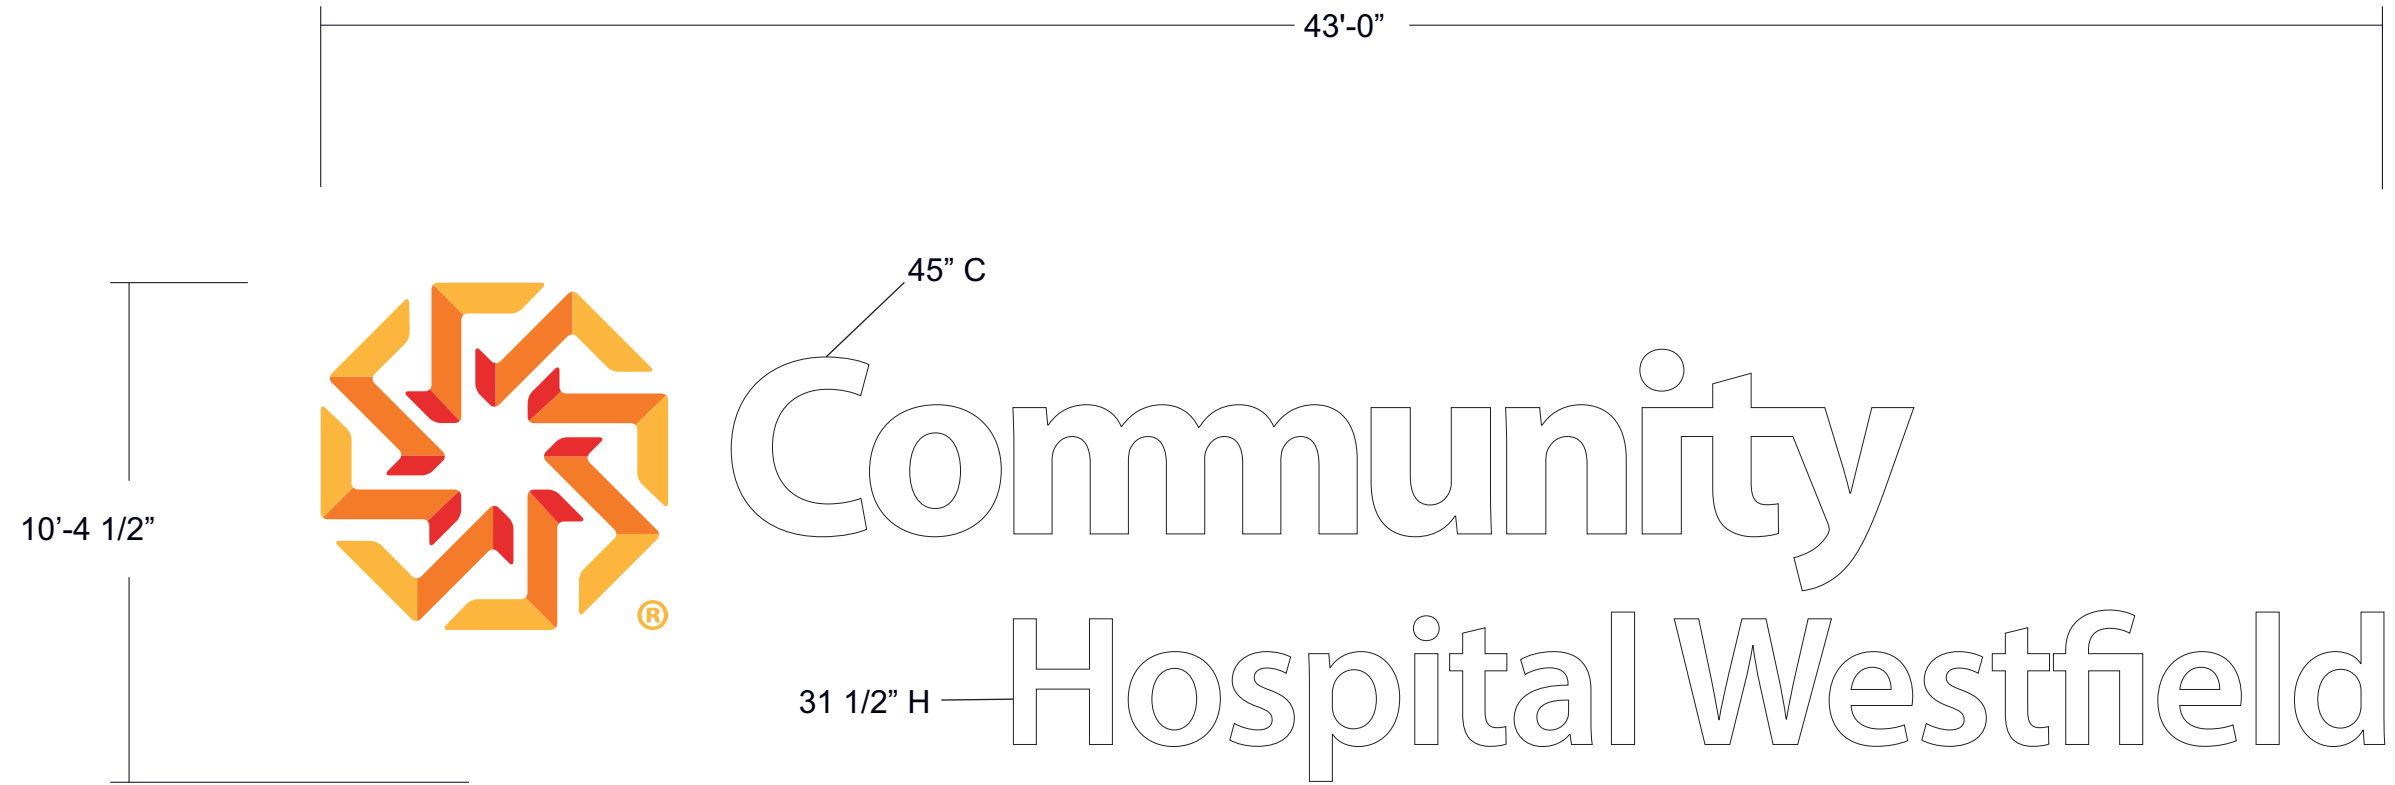 43'-0”
45” C
Community
10’-4 1/2”
®
31 1/2” H
Hospital Westfield